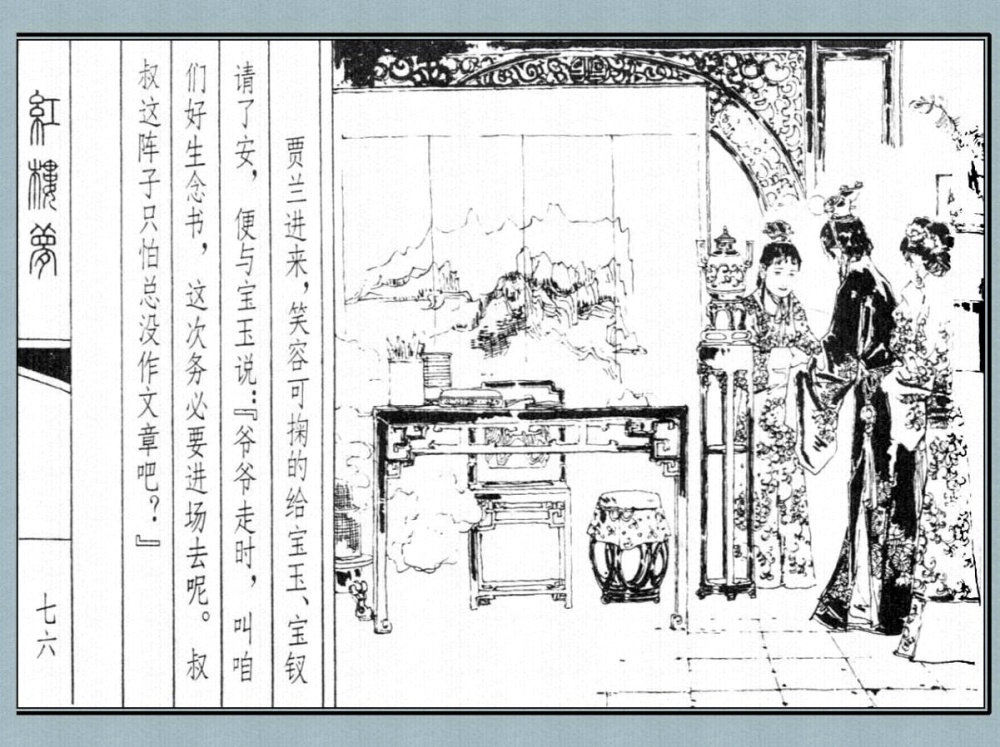 贾兰进来，笑容可掬的给宝玉、宝钗
请了安，便与宝玉说：『爷爷走时，叫咱
们好生念书，这次务必要进场去呢。叔
叔这阵子只怕总没作文章吧？』
紅樓夢
七六